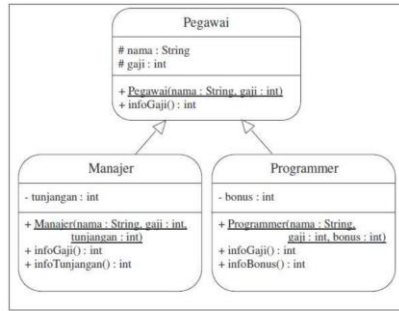 Pegawai
# nama : String
# gaji : int
+ Pegawai(nama : String, gaji : int)
+ infoGaji() : int
Manajer
- tunjangan : int
+ Manajer(nama : String, gaji : int,
tunjangan : int)
+ infoGaji() : int
+ infoTunjangan() : int
Programmer
- bonus : int
+ Programmer(nama : String,
gaji : int, bonus : int)
+ infoGaji() : int
+ infoBonus() : int